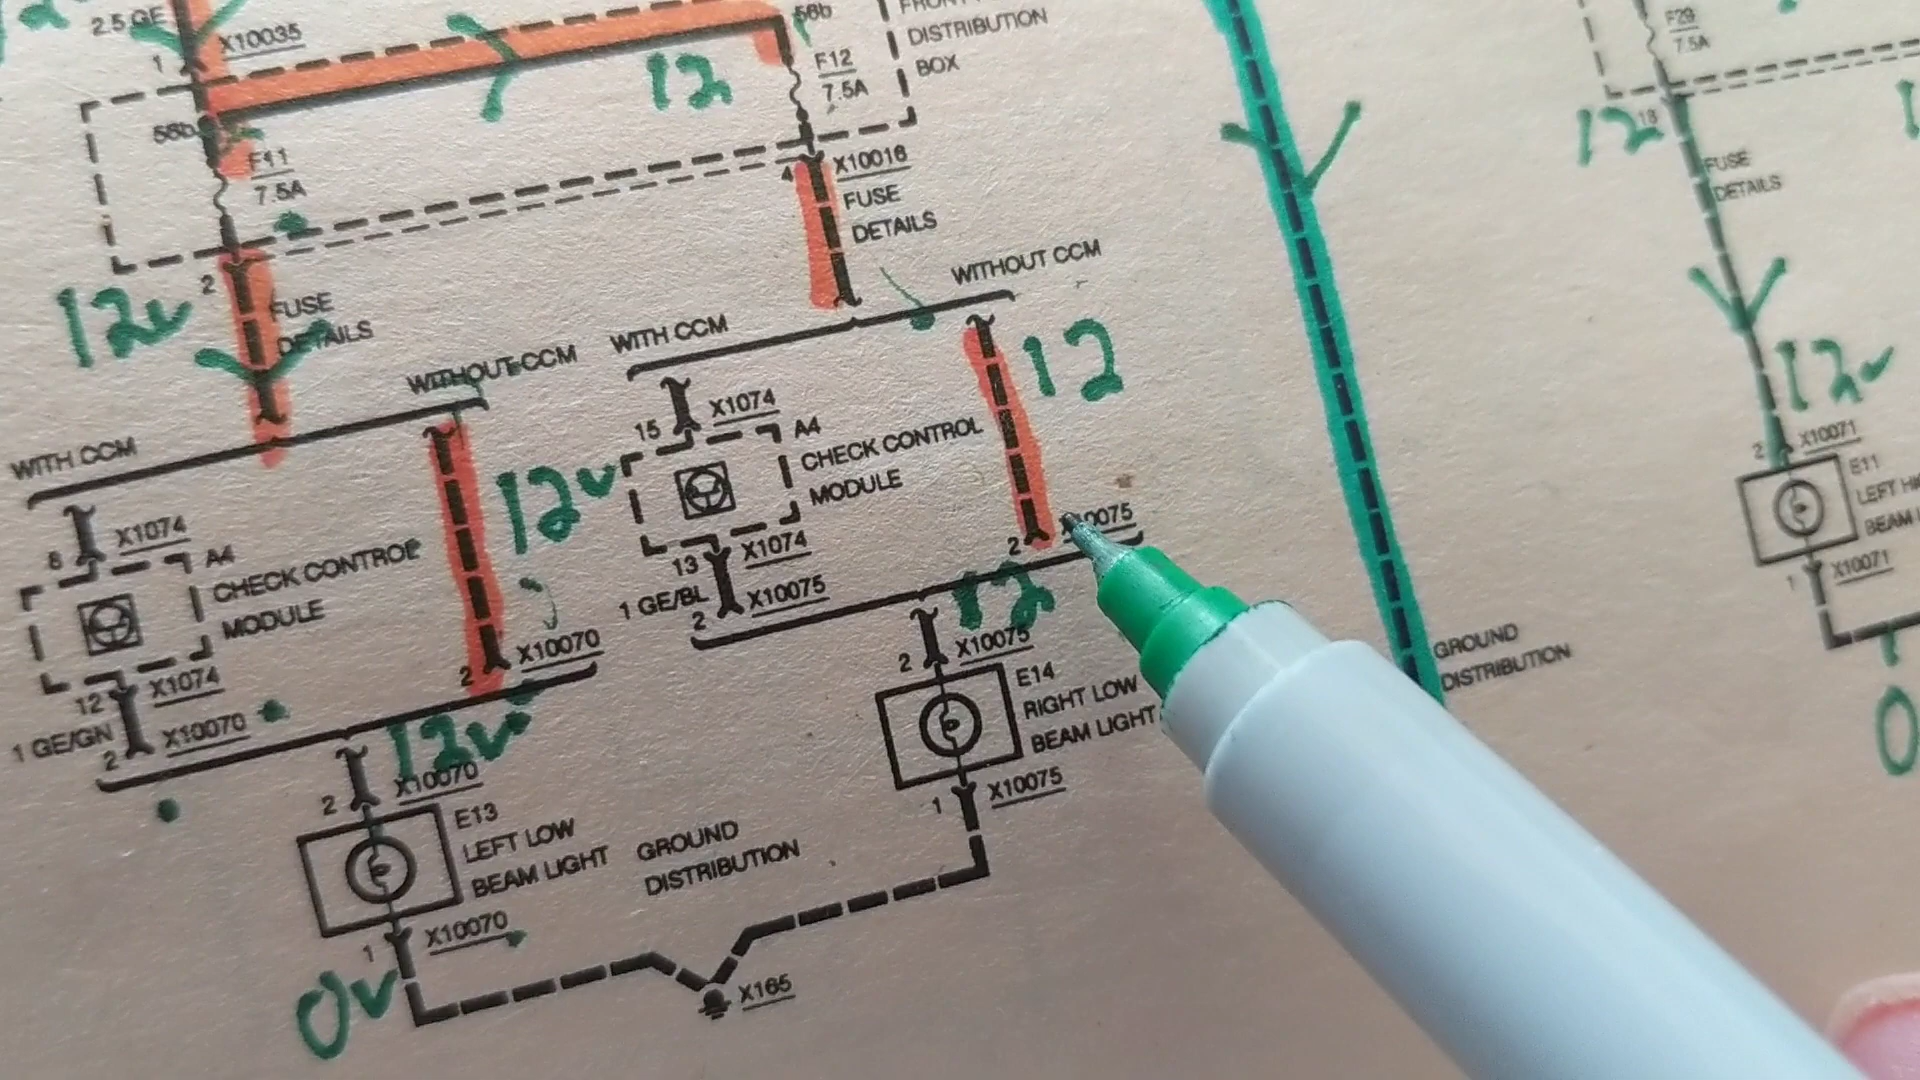 2.5 GE
X10035
1
56b
F11
7.5A
2
FUSE
DETAILS
12v
56b
12
F12
7.5A
DISTRIBUTION
BOX
X10016
4
FUSE
DETAILS
WITH CCM
WITHOUT CCM
8
X1074
A4
CHECK CONTROL
MODULE
12
X1074
1 GE/GN
2
X10070
12v
2
X10070
12v
2
X10070
E13
LEFT LOW
BEAM LIGHT
1
X10070
0v
GROUND
DISTRIBUTION
X165
WITH CCM
WITHOUT CCM
15
X1074
A4
CHECK CONTROL
MODULE
13
X1074
1 GE/BL
2
X10075
12
2
X10075
12
2
X10075
E14
RIGHT LOW
BEAM LIGHT
1
X10075
GROUND
DISTRIBUTION
F29
7.5A
12
18
FUSE
DETAILS
12v
2
X10071
E11
LEFT
BEAM
1
X10071
0